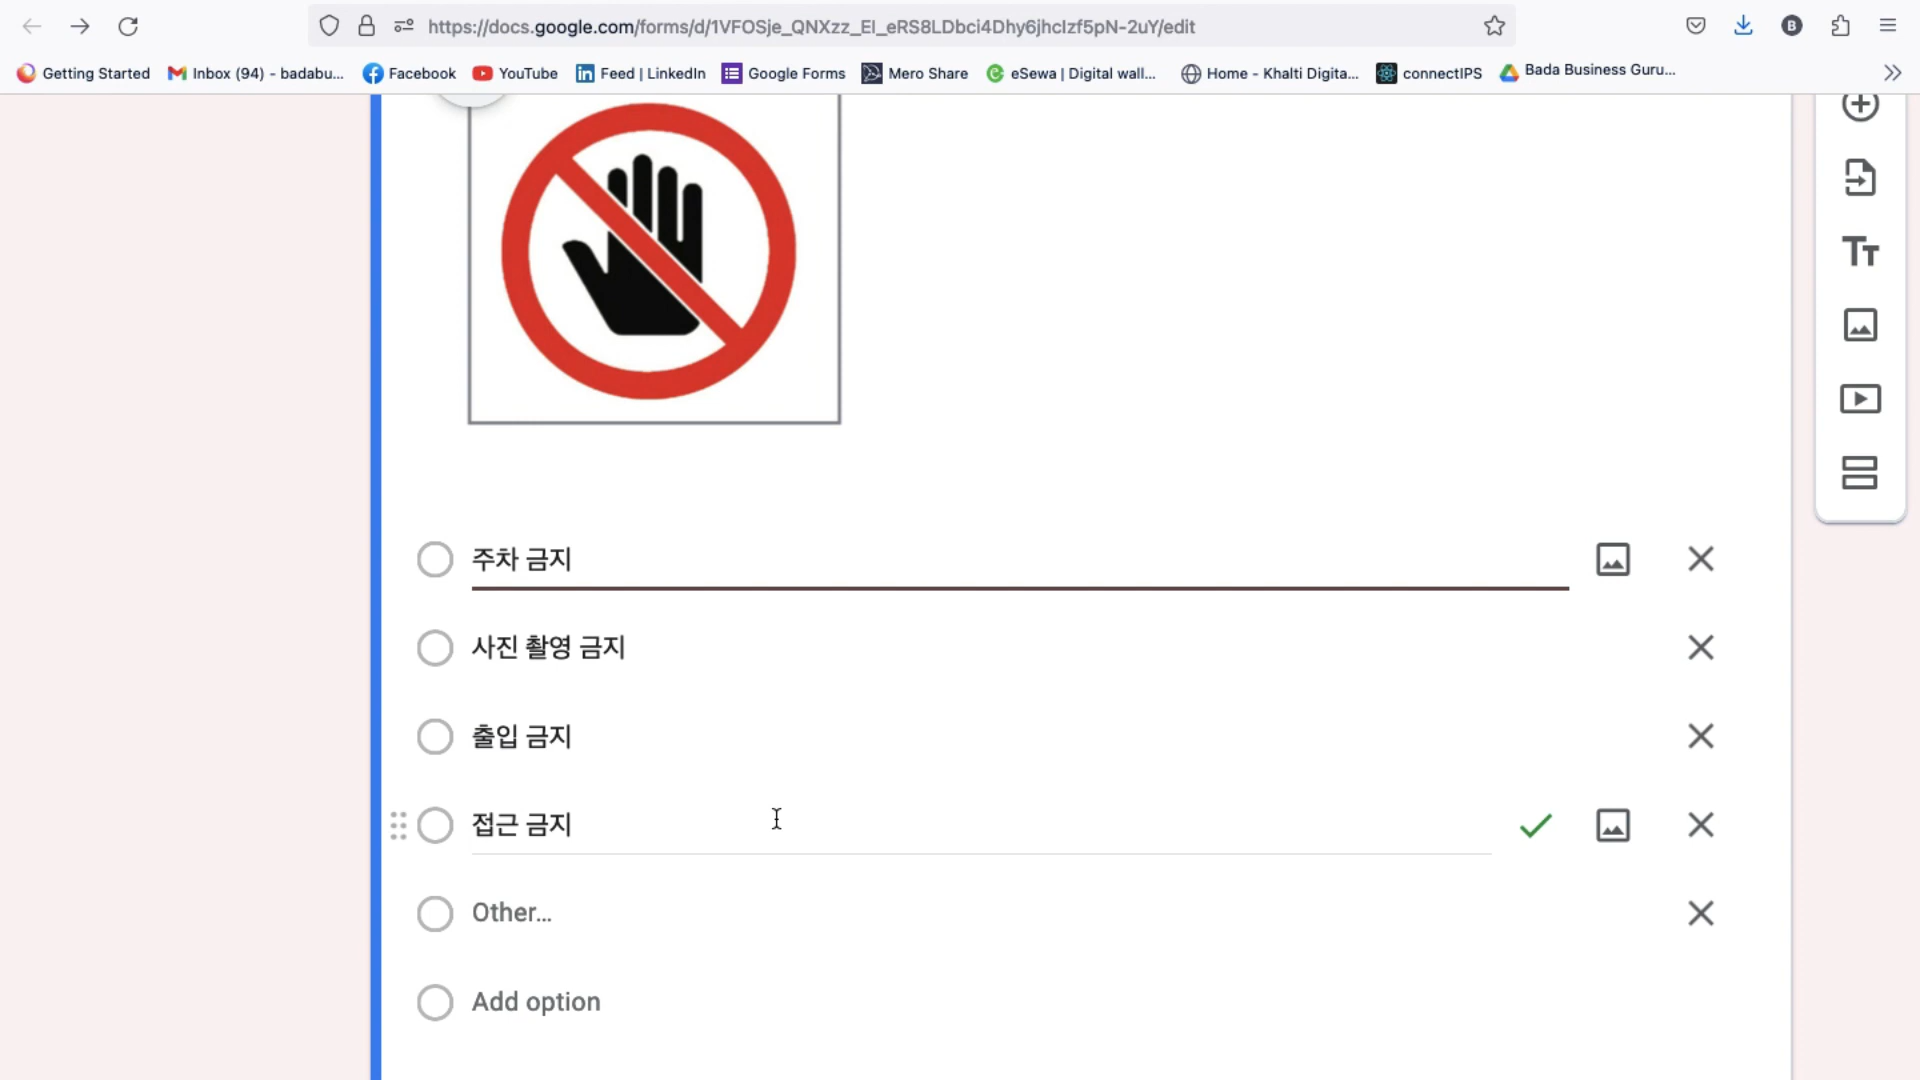 https://docs.google.com/forms/d/1VFOSje_QNXzz_EI_eRS8LDbci4Dhy6jhcIzf5pN-2uY/edit
B
Getting Started
Inbox (94) - badabu...
Facebook
YouTube
Feed | LinkedIn
Google Forms
Mero Share
eSewa | Digital wall...
Home - Khalti Digita...
connectIPS
Bada Business Guru...
Tт
주차 금지
사진 촬영 금지
출입 금지
접근 금지
Other...
Add option